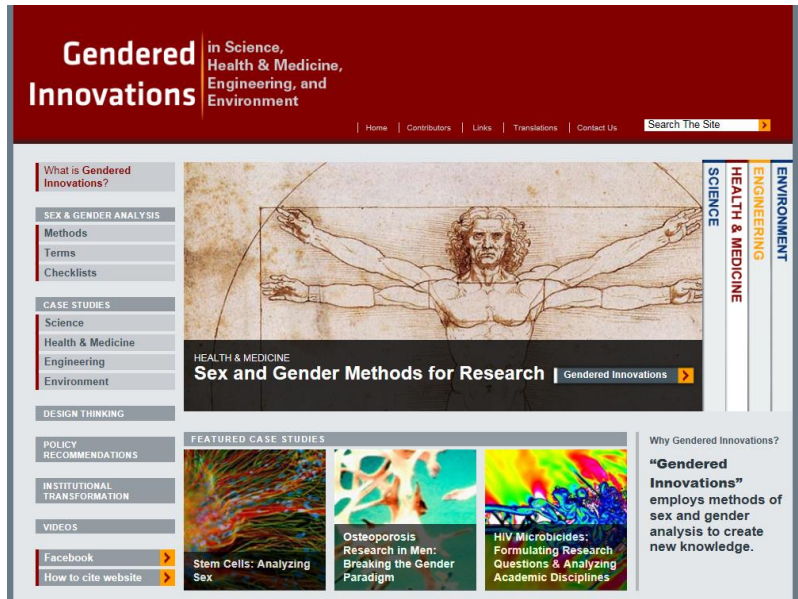 Gendered
Innovations
in Science,
Health & Medicine,
Engineering, and
Environment
Home
Contributors
Links
Translations
Contact Us
Search The Site
What is Gendered
Innovations?
SEX & GENDER ANALYSIS
Methods
Terms
Checklists
CASE STUDIES
Science
Health & Medicine
Engineering
Environment
DESIGN THINKING
POLICY
RECOMMENDATIONS
INSTITUTIONAL
TRANSFORMATION
VIDEOS
Facebook
How to cite website
HEALTH & MEDICINE
Sex and Gender Methods for Research
Gendered Innovations
SCIENCE
HEALTH & MEDICINE
ENGINEERING
ENVIRONMENT
FEATURED CASE STUDIES
Stem Cells: Analyzing
Sex
Osteoporosis
Research in Men:
Breaking the Gender
Paradigm
HIV Microbicides:
Formulating Research
Questions & Analyzing
Academic Disciplines
Why Gendered Innovations?
“Gendered
Innovations”
employs methods of
sex and gender
analysis to create
new knowledge.